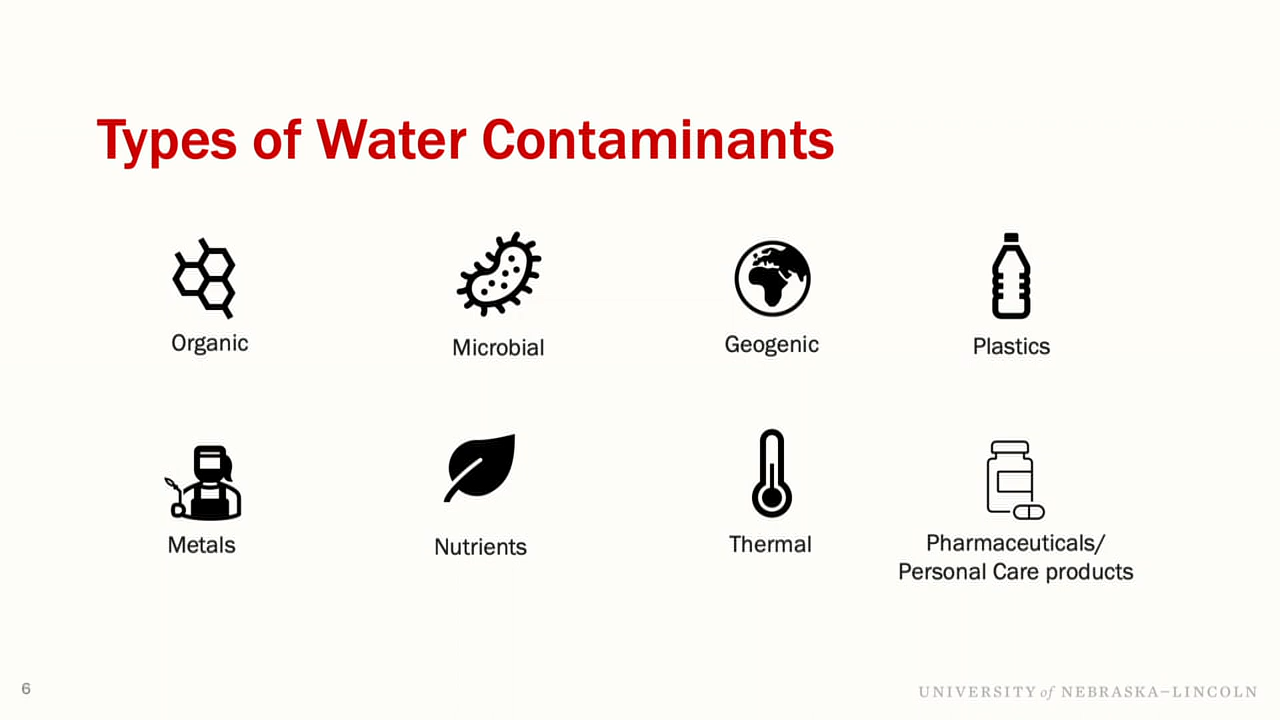 Types of Water Contaminants
Organic
Microbial
Geogenic
Plastics
Metals
Nutrients
Thermal
Pharmaceuticals/
Personal Care products
6
UNIVERSITY of NEBRASKA–LINCOLN